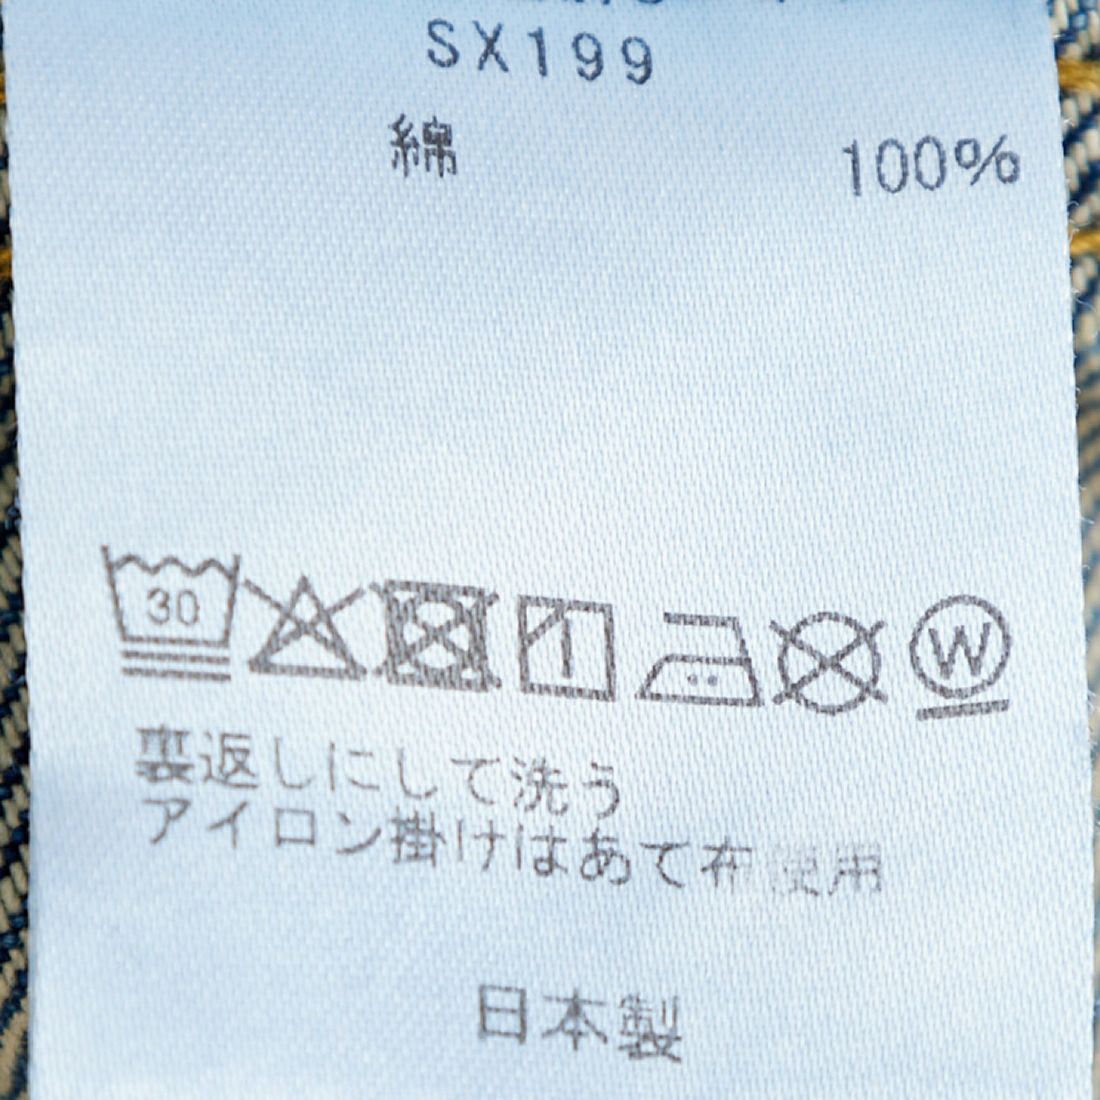 SX199
綿 100%
30
W
裏返しにして洗う
アイロン掛けはあて布使用
日本製